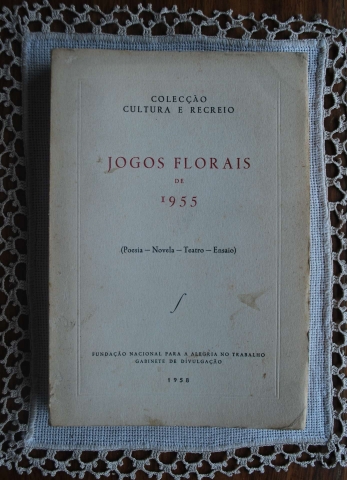 COLECÇÃO
CULTURA E RECREIO
JOGOS FLORAIS
DE
1955
(Poesia — Novela — Teatro — Ensaio)
FUNDAÇÃO NACIONAL PARA A ALEGRIA NO TRABALHO
GABINETE DE DIVULGAÇÃO
1958